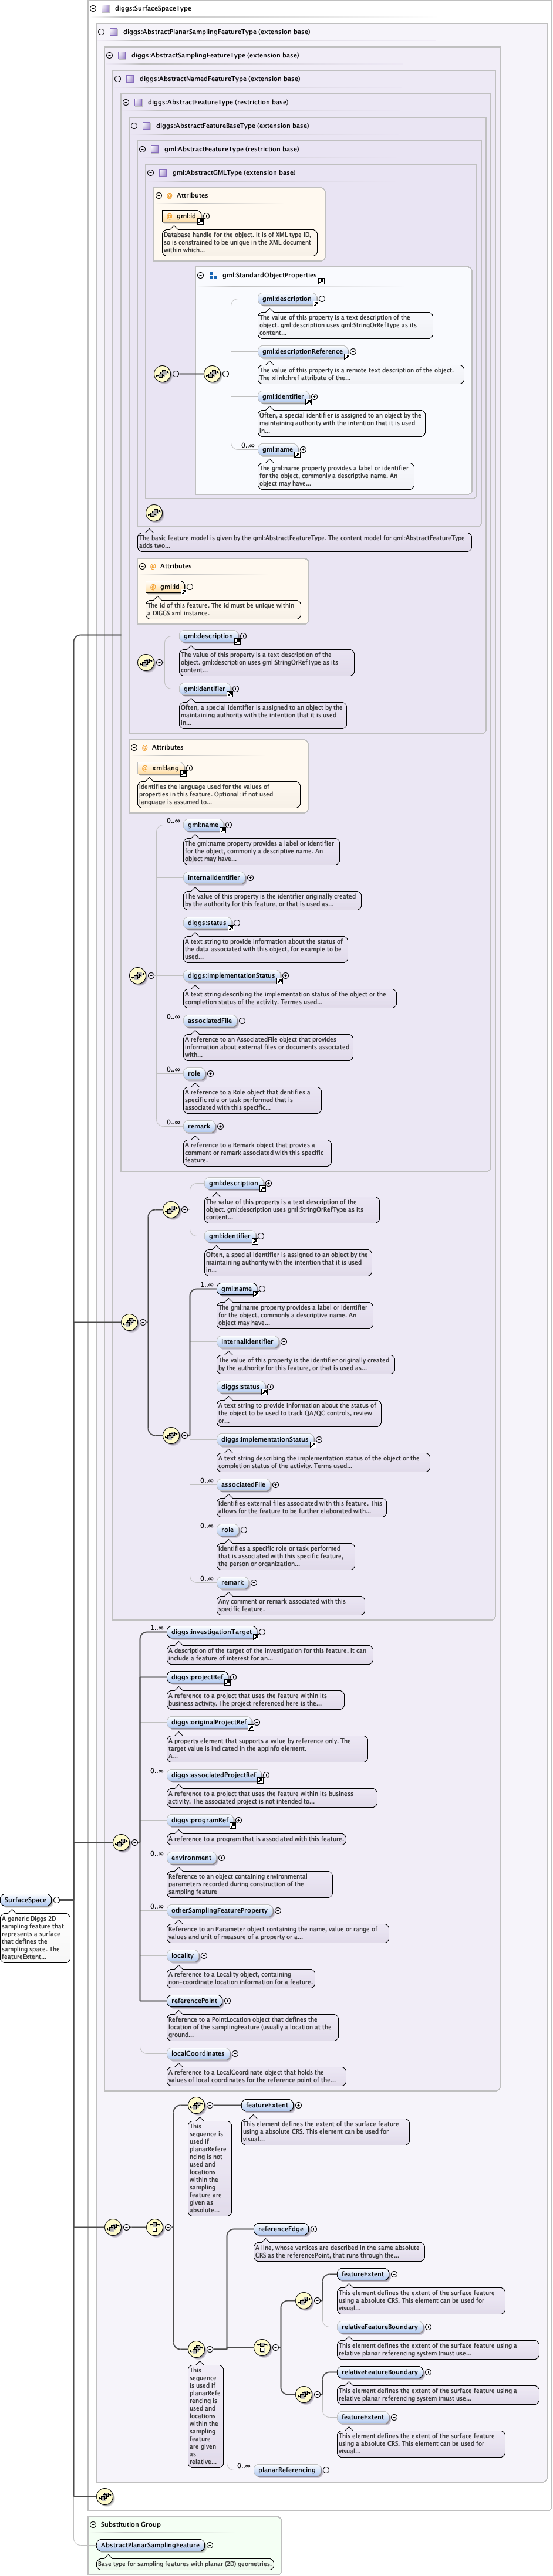 diggs:SurfaceSpaceType
diggs:AbstractPlanarSamplingFeatureType (extension base)
diggs:AbstractSamplingFeatureType (extension base)
diggs:AbstractNamedFeatureType (extension base)
diggs:AbstractFeatureType (restriction base)
diggs:AbstractFeatureBaseType (extension base)
gml:AbstractFeatureType (restriction base)
gml:AbstractGMLType (extension base)
@ Attributes
gml:id
Database handle for the object. It is of XML type ID,
so is constrained to be unique in the XML document
within which...
gml:StandardObjectProperties
gml:description
The value of this property is a text description of the
object. gml:description uses gml:StringOrRefType as its
content...
gml:descriptionReference
The value of this property is a remote text description of the object.
The xlink:href attribute of the...
gml:identifier
Often, a special identifier is assigned to an object by the
maintaining authority with the intention that it is used
in...
0..∞
gml:name
The gml:name property provides a label or identifier
for the object, commonly a descriptive name. An
object may have...
The basic feature model is given by the gml:AbstractFeatureType. The content model for gml:AbstractFeatureType
adds two...
@ Attributes
gml:id
The id of this feature. The id must be unique within
a DIGGS xml instance.
gml:description
The value of this property is a text description of the
object. gml:description uses gml:StringOrRefType as its
content...
gml:identifier
Often, a special identifier is assigned to an object by the
maintaining authority with the intention that it is used
in...
@ Attributes
xml:lang
Identifies the language used for the values of
properties in this feature. Optional; if not used
language is assumed to...
0..∞
gml:name
The gml:name property provides a label or identifier
for the object, commonly a descriptive name. An
object may have...
internalIdentifier
The value of this property is the identifier originally created
by the authority for this feature, or that is used as...
diggs:status
A text string to provide information about the status of
the data associated with this object, for example to be
used...
diggs:implementationStatus
A text string describing the implementation status of the object or the
completion status of the activity. Termes used...
0..∞
associatedFile
A reference to an AssociatedFile object that provides
information about external files or documents associated
with...
0..∞
role
A reference to a Role object that dentifies a
specific role or task performed that is
associated with this specific...
0..∞
remark
A reference to a Remark object that provies a
comment or remark associated with this specific
feature.
gml:description
The value of this property is a text description of the
object. gml:description uses gml:StringOrRefType as its
content...
gml:identifier
Often, a special identifier is assigned to an object by the
maintaining authority with the intention that it is used
in...
1..∞
gml:name
The gml:name property provides a label or identifier
for the object, commonly a descriptive name. An
object may have...
internalIdentifier
The value of this property is the identifier originally created
by the authority for this feature, or that is used as...
diggs:status
A text string to provide information about the status of
the object to be used to track QA/QC controls, review
or...
diggs:implementationStatus
A text string describing the implementation status of the object or the
completion status of the activity. Terms used...
0..∞
associatedFile
Identifies external files associated with this feature. This
allows for the feature to be further elaborated with...
0..∞
role
Identifies a specific role or task performed
that is associated with this specific feature,
the person or organization...
0..∞
remark
Any comment or remark associated with this
specific feature.
1..∞
diggs:investigationTarget
A description of the target of the investigation for this feature. It can
include a feature of interest for an...
diggs:projectRef
A reference to a project that uses the feature within its
business activity. The project referenced here is the...
diggs:originalProjectRef
A property element that supports a value by reference only. The
target value is indicated in the appinfo element.
A...
0..∞
diggs:associatedProjectRef
A reference to a project that uses the feature within its business
activity. The associated project is not intended to...
diggs:programRef
A reference to a program that is associated with this feature.
0..∞
environment
Reference to an object containing environmental
parameters recorded during construction of the
sampling feature
0..∞
otherSamplingFeatureProperty
Reference to an Parameter object containing the name, value or range of
values and unit of measure of a property or a...
locality
A reference to a Locality object, containing
non-coordinate location information for a feature.
referencePoint
Reference to a PointLocation object that defines the
location of the samplingFeature (usually a location at the
ground...
localCoordinates
A reference to a LocalCoordinate object that holds the
values of local coordinates for the reference point of the...
SurfaceSpace
A generic Diggs 2D
sampling feature that
represents a surface
that defines the
sampling space. The
featureExtent...
featureExtent
This element defines the extent of the surface feature
using a absolute CRS. This element can be used for
visual...
This
sequence is
used if
planarRefere
ncing is not
used and
locations
within the
sampling
feature are
given as
absolute...
referenceEdge
A line, whose vertices are described in the same absolute
CRS as the referencePoint, that runs through the...
featureExtent
This element defines the extent of the surface feature
using a absolute CRS. This element can be used for
visual...
relativeFeatureBoundary
This element defines the extent of the surface feature using a
relative planar referencing system (must use...
relativeFeatureBoundary
This element defines the extent of the surface feature using a
relative planar referencing system (must use...
featureExtent
This element defines the extent of the surface feature
using a absolute CRS. This element can be used for
visual...
This
sequence
is used if
planarRefe
rencing is
used and
locations
within the
sampling
feature
are given
as
relative...
0..∞
planarReferencing
Substitution Group
AbstractPlanarSamplingFeature
Base type for sampling features with planar (2D) geometries.